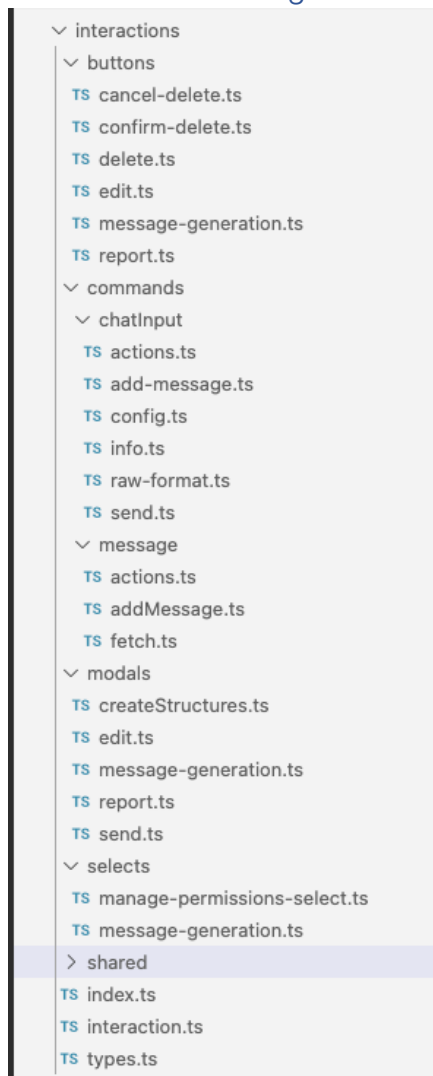 interactions
buttons
TS cancel-delete.ts
TS confirm-delete.ts
TS delete.ts
TS edit.ts
TS message-generation.ts
TS report.ts
commands
chatInput
TS actions.ts
TS add-message.ts
TS config.ts
TS info.ts
TS raw-format.ts
TS send.ts
message
TS actions.ts
TS addMessage.ts
TS fetch.ts
modals
TS createStructures.ts
TS edit.ts
TS message-generation.ts
TS report.ts
TS send.ts
selects
TS manage-permissions-select.ts
TS message-generation.ts
shared
TS index.ts
TS interaction.ts
TS types.ts